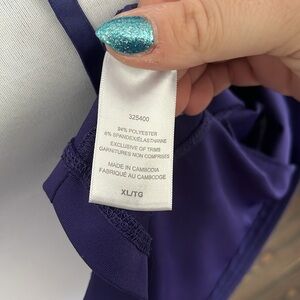 325400
94% POLYESTER
6% SPANDEX/ÉLASTHANNE
EXCLUSIVE OF TRIMS
GARNITURES NON COMPRISES
MADE IN CAMBODIA
FABRIQUÉ AU CAMBODGE
XL/TG